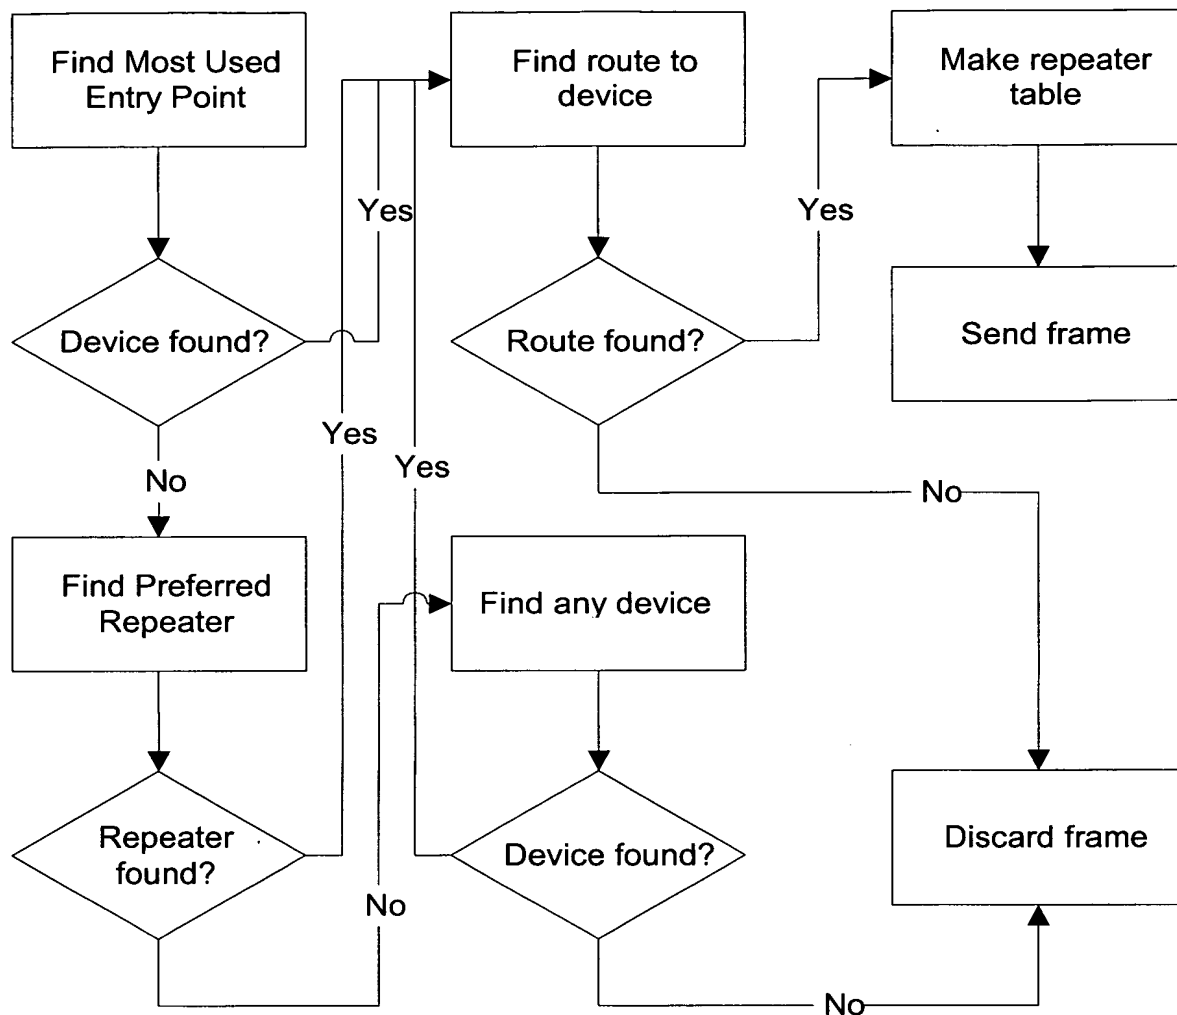 Find Most Used
Entry Point
Find route to
device
Make repeater
table
Yes
Yes
Device found?
Route found?
Send frame
Yes
Yes
No
No
Find Preferred
Repeater
Find any device
Repeater
found?
Device found?
Discard frame
No
No